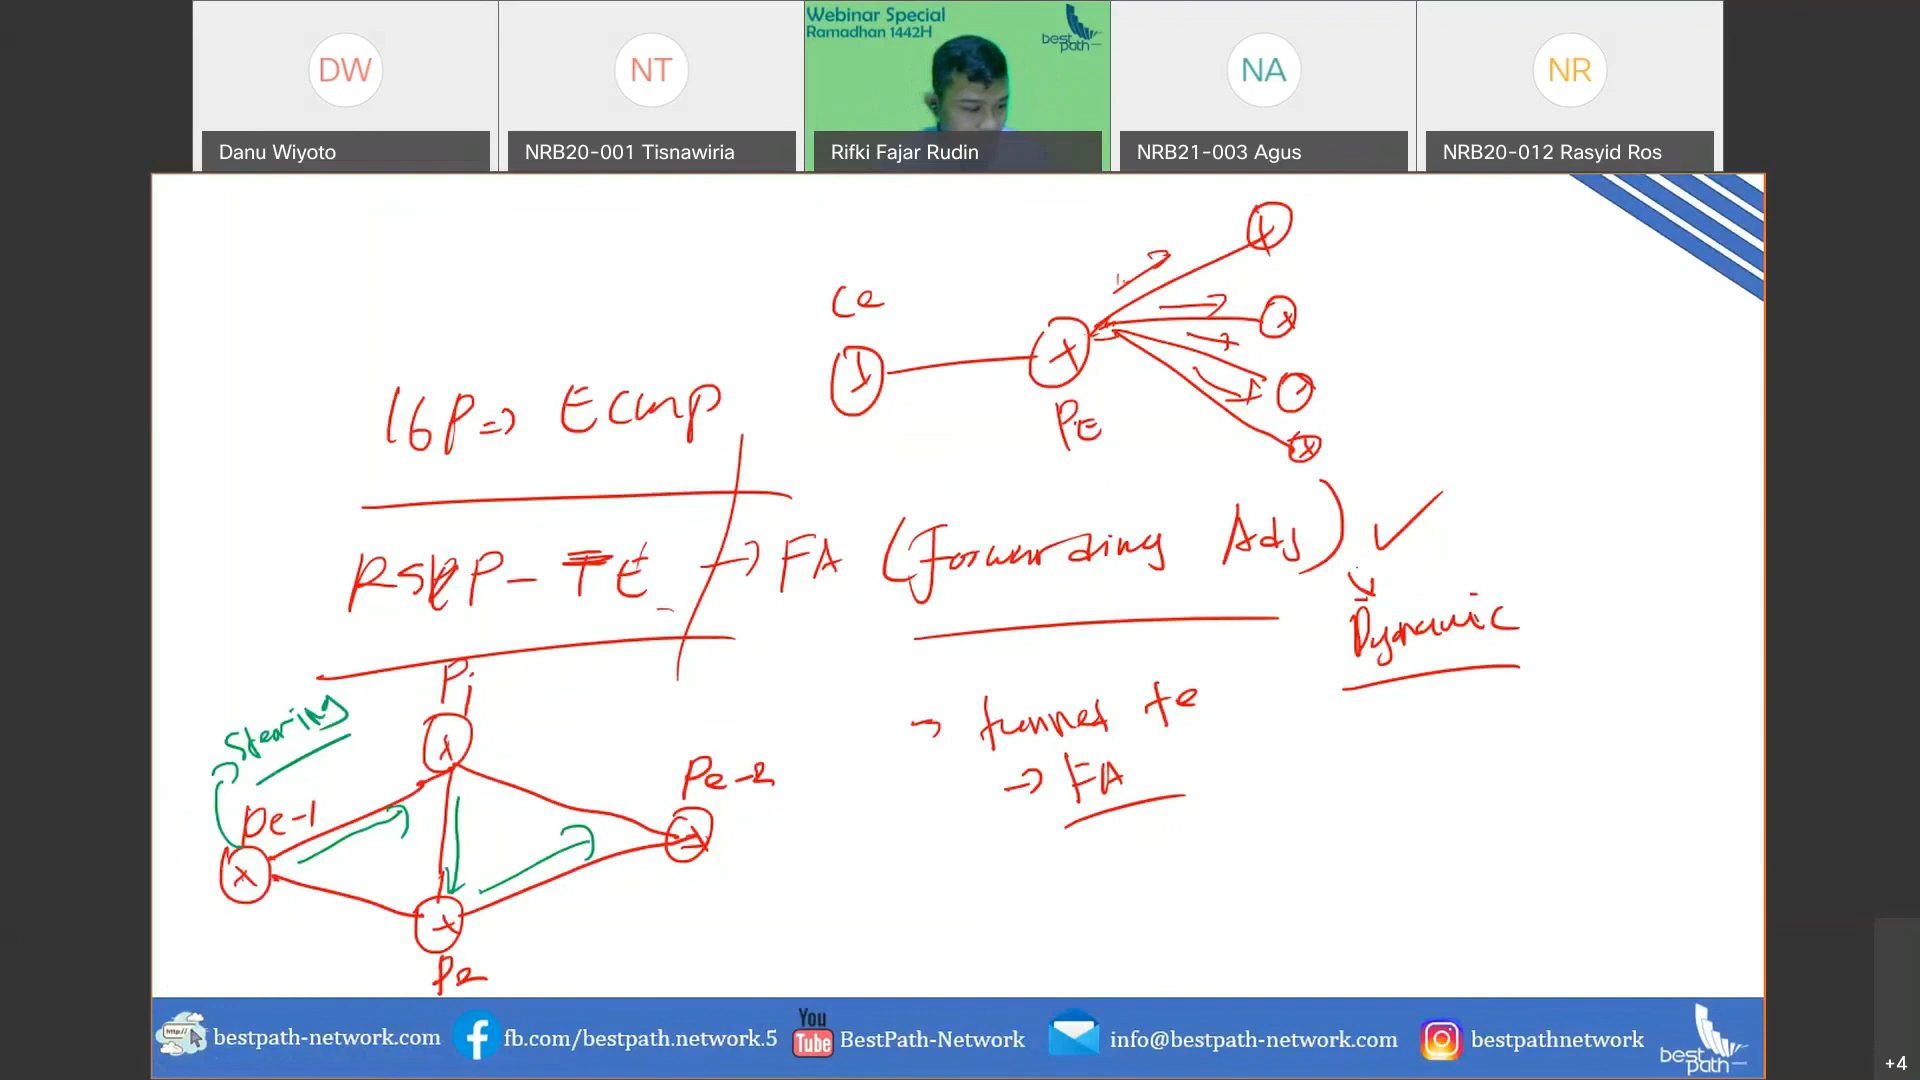 DW
NT
Webinar Special
Ramadhan 1442H
best
path
NA
NR
Danu Wiyoto
NRB20-001 Tisnawiria
Rifki Fajar Rudin
NRB21-003 Agus
NRB20-012 Rasyid Ros
Ce
PE
IGP => ECmp
RSVP-TE -> FA (Forwarding Adj) ✓
Dynamic
P1
Stearing
-> tunnel te
Pe-2
-> FA
Pe-1
P2
http://
bestpath-network.com
fb.com/bestpath.network.5
You
Tube
BestPath-Network
info@bestpath-network.com
bestpathnetwork
best
path
+4